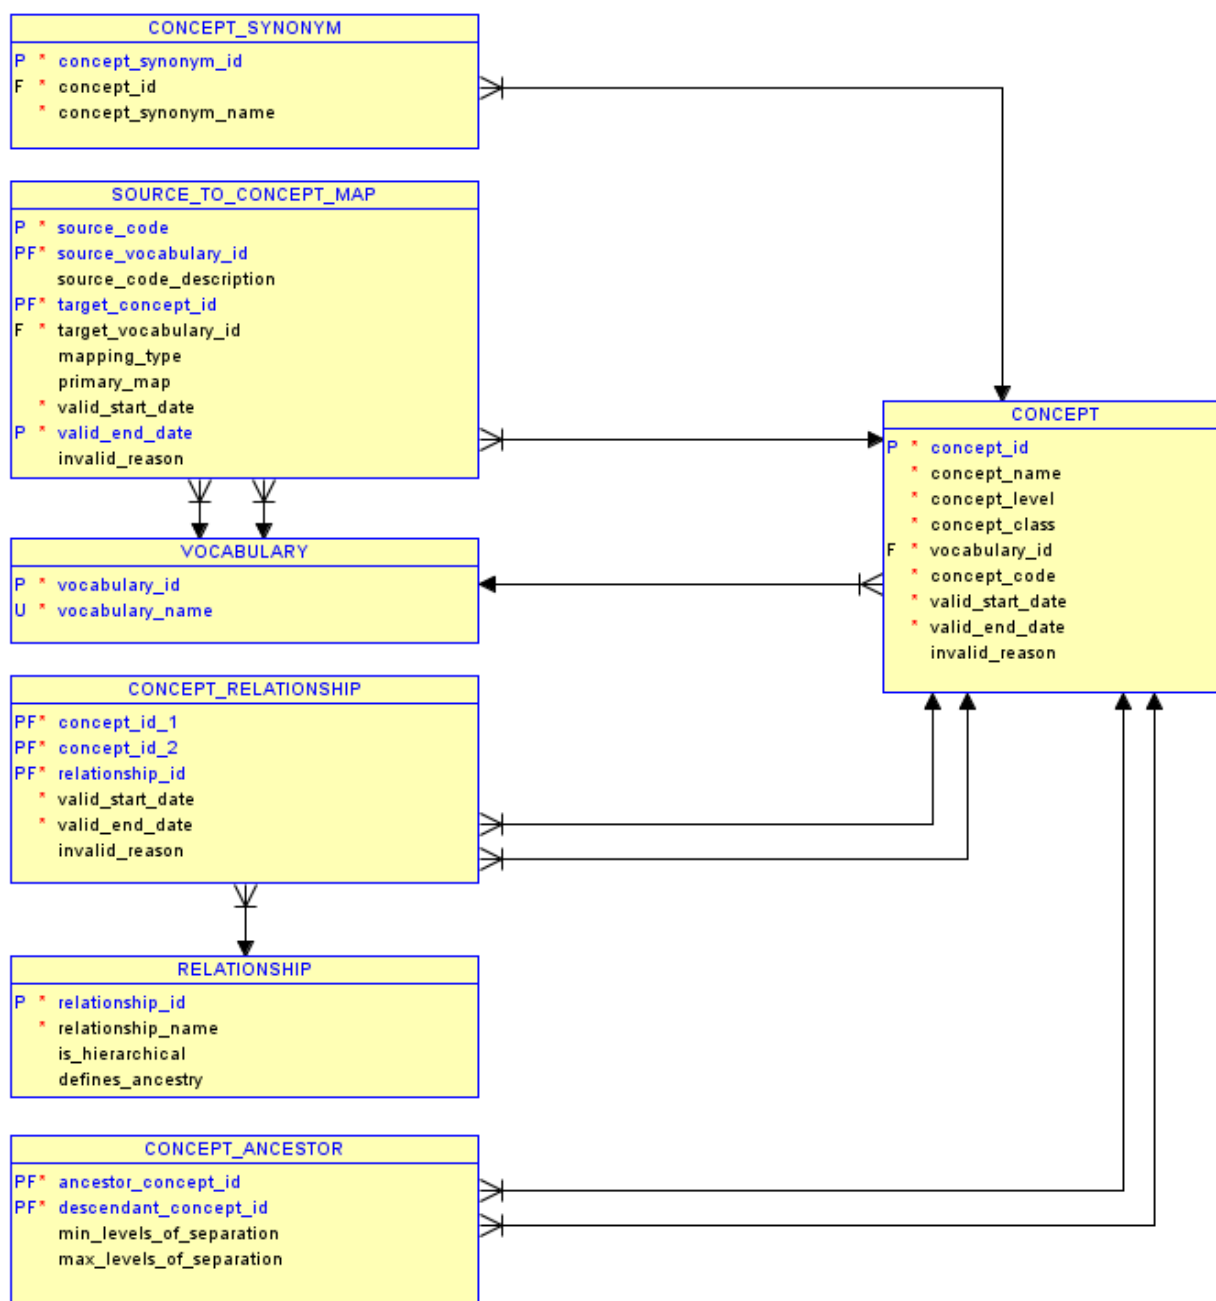 CONCEPT_SYNONYM
P * concept_synonym_id
F * concept_id
* concept_synonym_name
SOURCE_TO_CONCEPT_MAP
P * source_code
PF* source_vocabulary_id
source_code_description
PF* target_concept_id
F * target_vocabulary_id
mapping_type
primary_map
* valid_start_date
P * valid_end_date
invalid_reason
CONCEPT
P * concept_id
* concept_name
* concept_level
* concept_class
F * vocabulary_id
* concept_code
* valid_start_date
* valid_end_date
invalid_reason
VOCABULARY
P * vocabulary_id
U * vocabulary_name
CONCEPT_RELATIONSHIP
PF* concept_id_1
PF* concept_id_2
PF* relationship_id
* valid_start_date
* valid_end_date
invalid_reason
RELATIONSHIP
P * relationship_id
* relationship_name
is_hierarchical
defines_ancestry
CONCEPT_ANCESTOR
PF* ancestor_concept_id
PF* descendant_concept_id
min_levels_of_separation
max_levels_of_separation